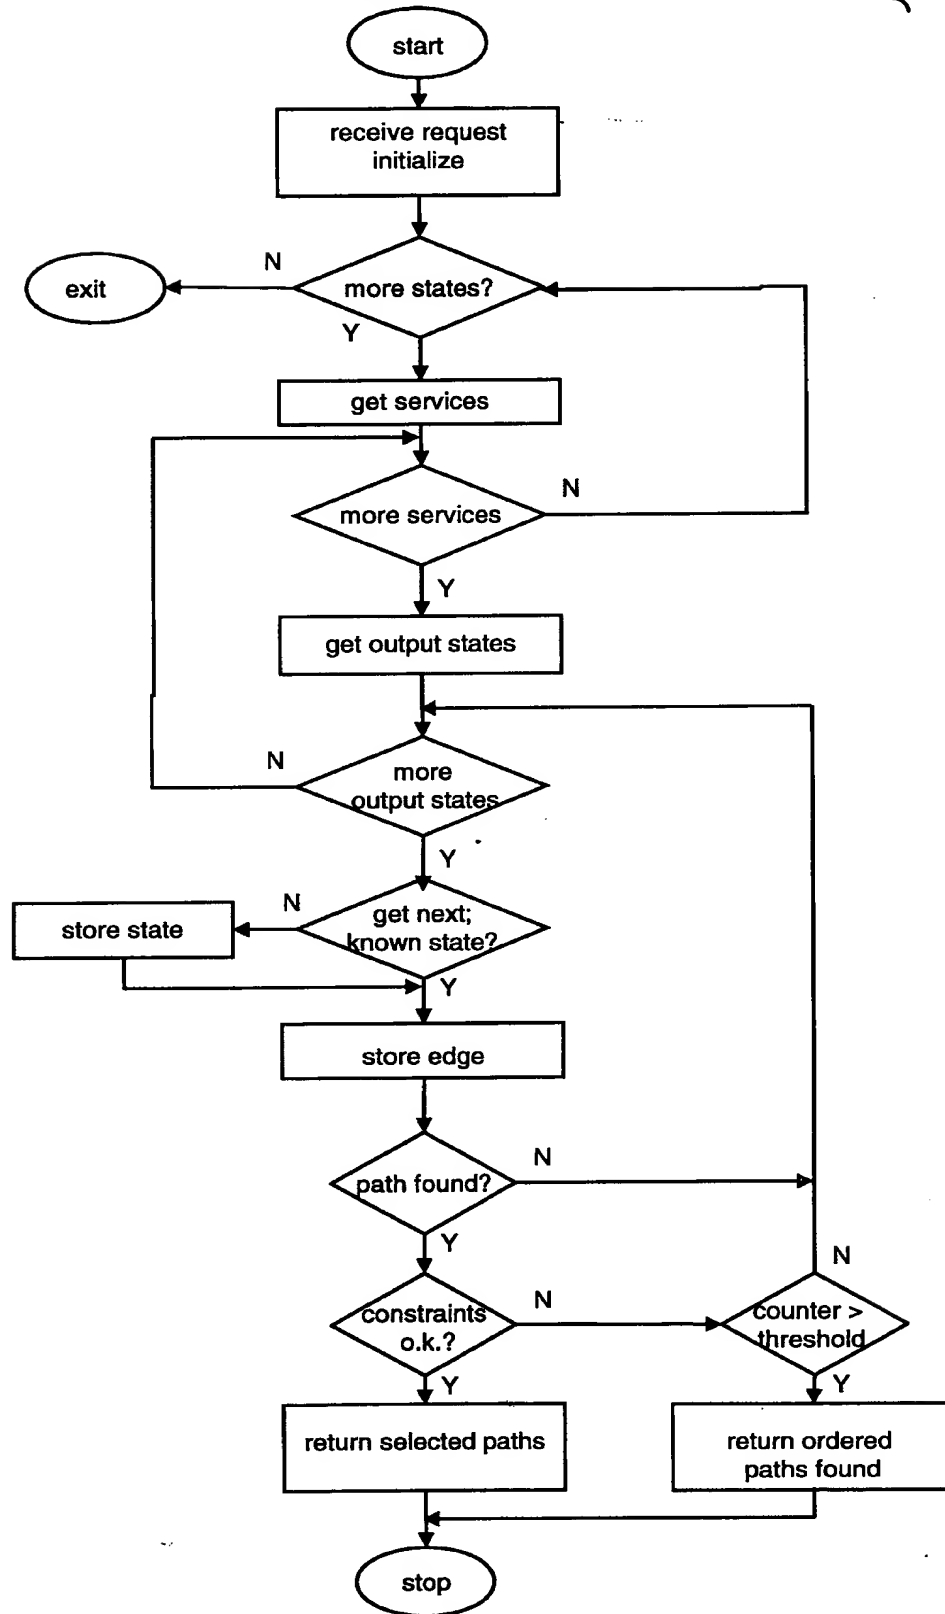 start
receive request
initialize
N
exit
more states?
Y
get services
N
more services
Y
get output states
N
more
output states
Y
N
get next;
known state?
store state
Y
store edge
N
path found?
Y
N
constraints
o.k.?
N
counter >
threshold
Y
Y
return selected paths
return ordered
paths found
stop